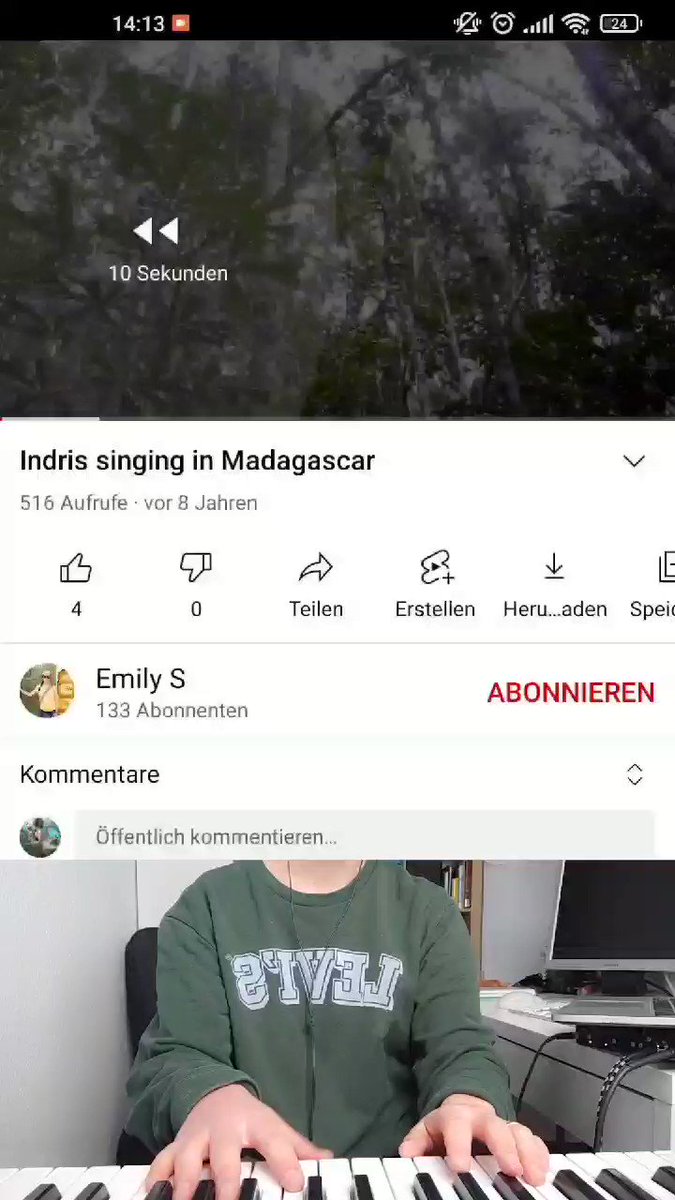 14:13
24
10 Sekunden
Indris singing in Madagascar
516 Aufrufe · vor 8 Jahren
4
0
Teilen
Erstellen
Heru...aden
Speic
Emily S
133 Abonnenten
ABONNIEREN
Kommentare
Öffentlich kommentieren...
LEVI'S